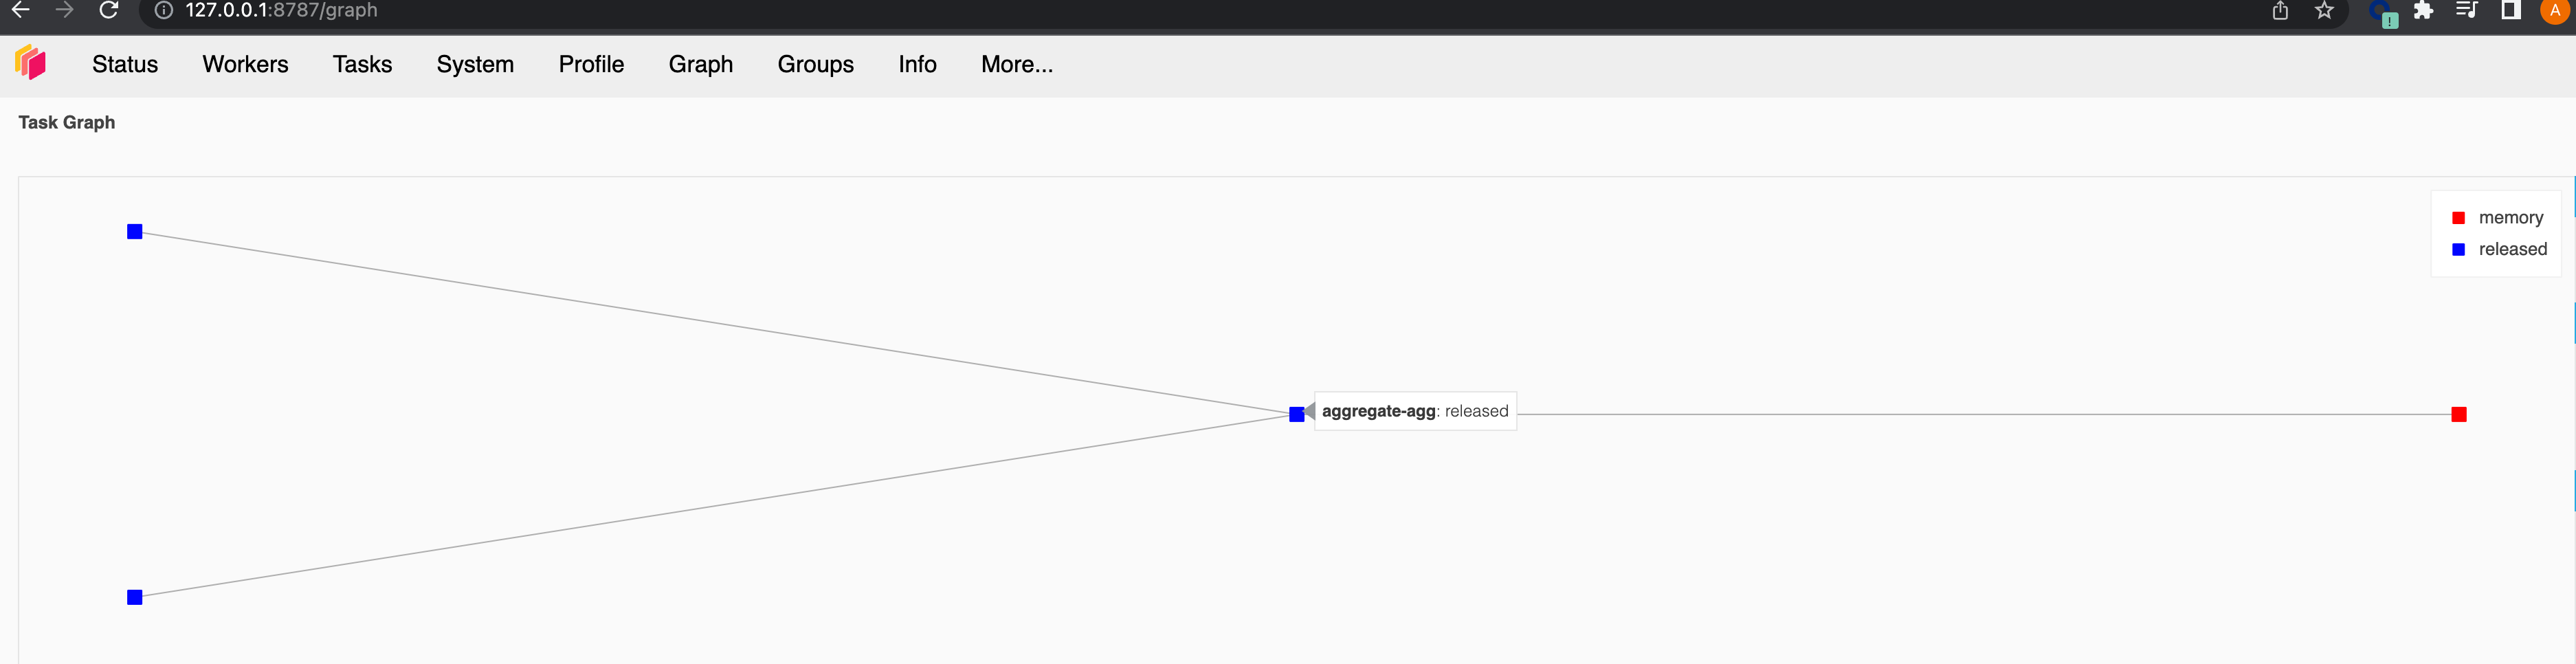 127.0.0.1:8787/graph
!
A
Status Workers Tasks System Profile Graph Groups Info More...
Task Graph
memory
released
aggregate-agg: released